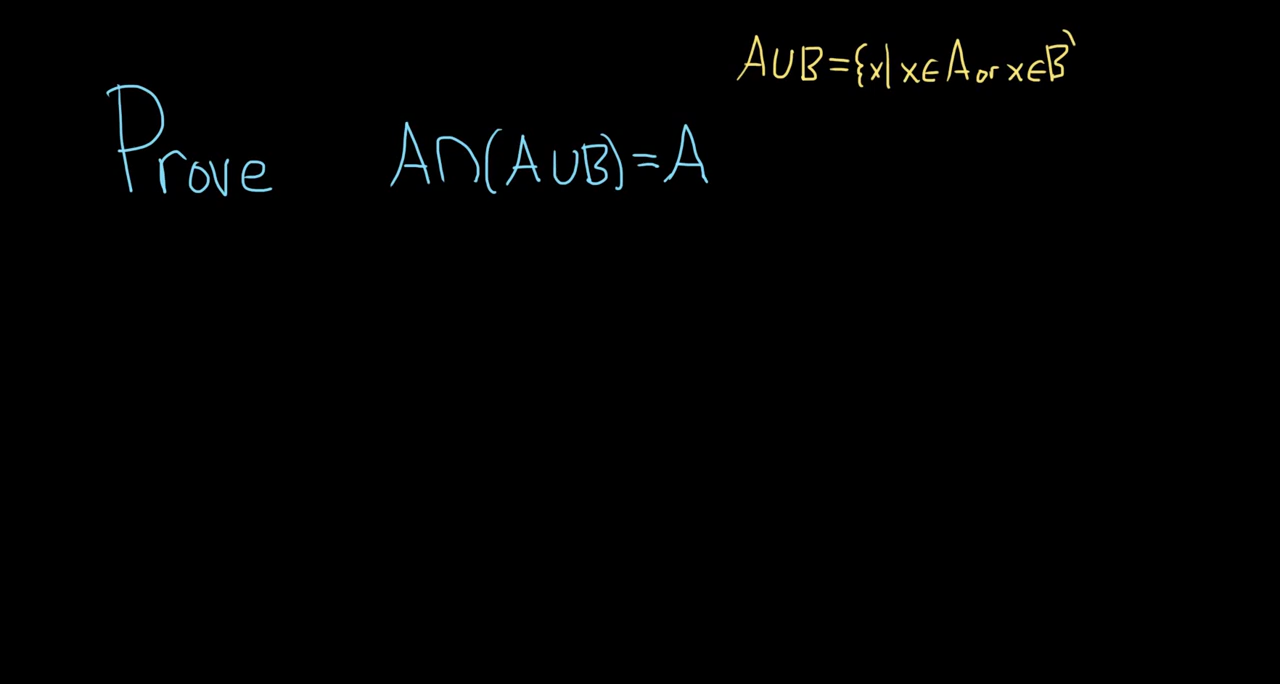 A∪B={x|x∈A or x∈B
Prove A∩(A∪B)=A